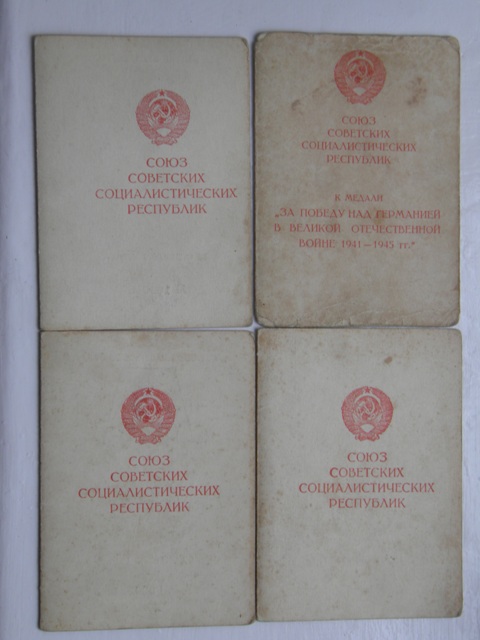 СОЮЗ
СОВЕТСКИХ
СОЦИАЛИСТИЧЕСКИХ
РЕСПУБЛИК
СОЮЗ
СОВЕТСКИХ
СОЦИАЛИСТИЧЕСКИХ
РЕСПУБЛИК
К МЕДАЛИ
„ЗА ПОБЕДУ НАД ГЕРМАНИЕЙ
В ВЕЛИКОЙ ОТЕЧЕСТВЕННОЙ
ВОЙНЕ 1941—1945 гг."
СОЮЗ
СОВЕТСКИХ
СОЦИАЛИСТИЧЕСКИХ
РЕСПУБЛИК
СОЮЗ
СОВЕТСКИХ
СОЦИАЛИСТИЧЕСКИХ
РЕСПУБЛИК